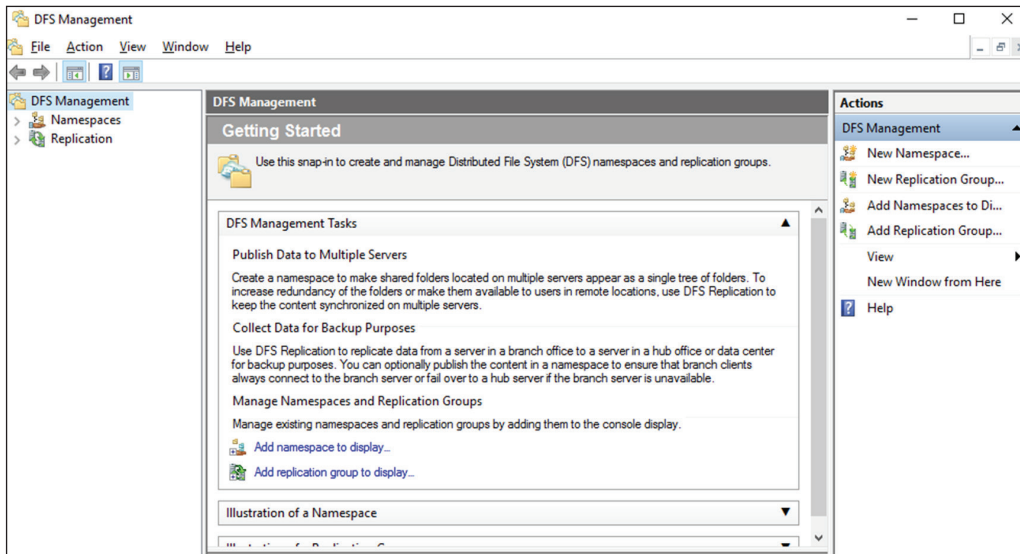 DFS Management
File Action View Window Help
DFS Management
Namespaces
Replication
DFS Management
Getting Started
Use this snap-in to create and manage Distributed File System (DFS) namespaces and replication groups.
DFS Management Tasks
Publish Data to Multiple Servers
Create a namespace to make shared folders located on multiple servers appear as a single tree of folders. To
increase redundancy of the folders or make them available to users in remote locations, use DFS Replication to
keep the content synchronized on multiple servers.
Collect Data for Backup Purposes
Use DFS Replication to replicate data from a server in a branch office to a server in a hub office or data center
for backup purposes. You can optionally publish the content in a namespace to ensure that branch clients
always connect to the branch server or fail over to a hub server if the branch server is unavailable.
Manage Namespaces and Replication Groups
Manage existing namespaces and replication groups by adding them to the console display.
Add namespace to display...
Add replication group to display...
Illustration of a Namespace
Actions
DFS Management
New Namespace...
New Replication Group...
Add Namespaces to Di...
Add Replication Group...
View
New Window from Here
Help